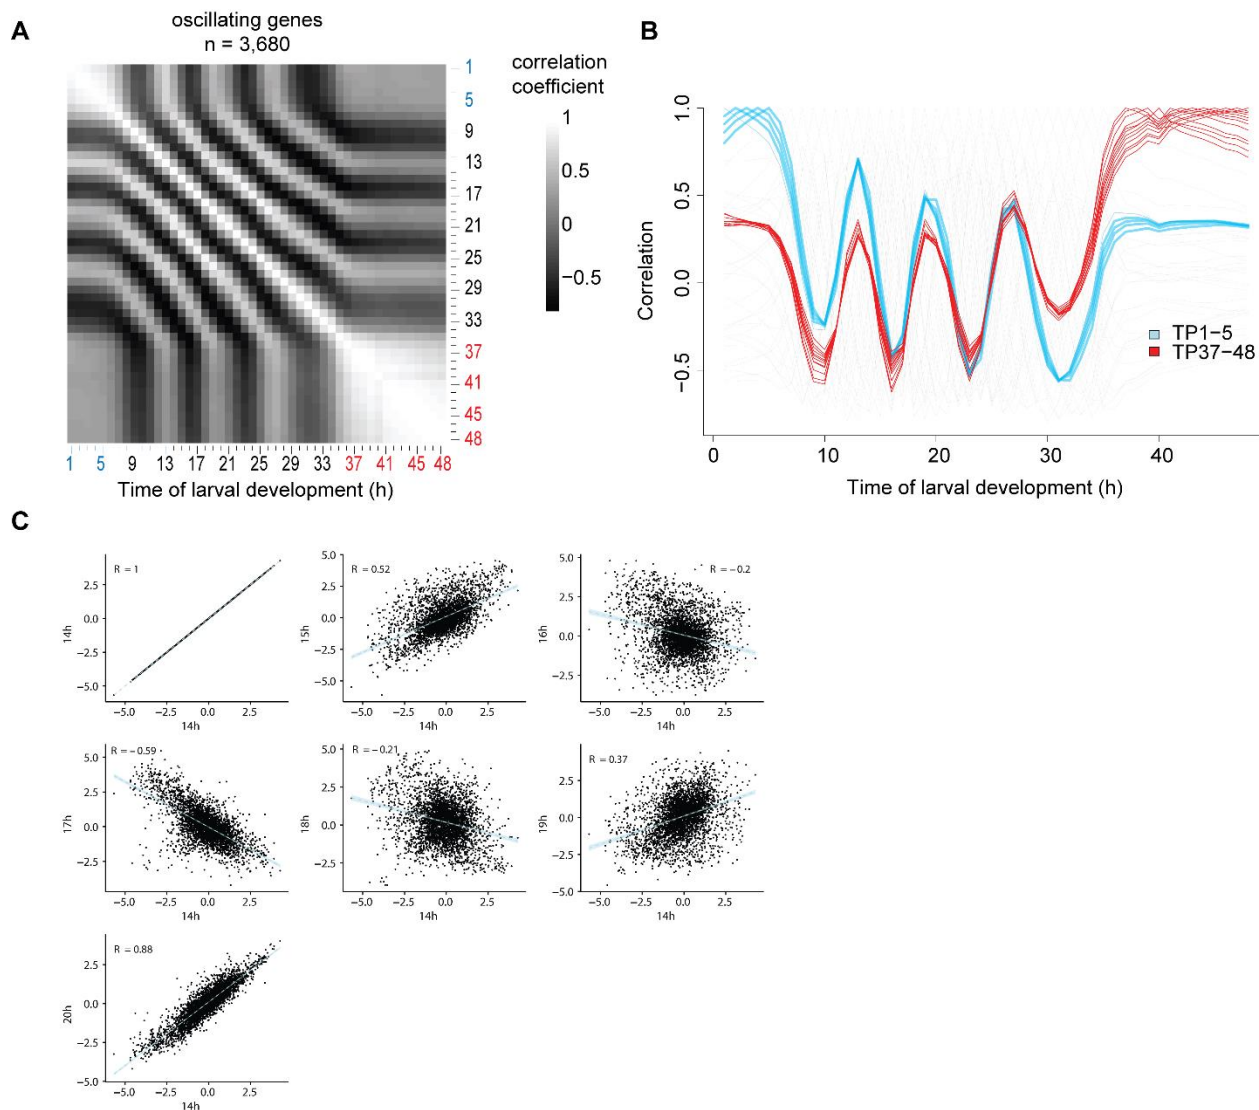 A
oscillating genes
n = 3,680
correlation
coefficient
1
0.5
0
−0.5
1
5
9
13
17
21
25
29
33
37
41
45
48
1 5 9 13 17 21 25 29 33 37 41 45 48
Time of larval development (h)
B
Correlation
1.0
0.5
0.0
−0.5
TP1−5
TP37−48
0 10 20 30 40
Time of larval development (h)
C
R = 1
14h
2.5
0.0
−2.5
−5.0
−5.0 −2.5 0.0 2.5
14h
R = 0.52
15h
5.0
2.5
0.0
−2.5
−5.0
−5.0 −2.5 0.0 2.5
14h
R = −0.2
16h
5.0
2.5
0.0
−2.5
−5.0 −2.5 0.0 2.5
14h
R = −0.59
17h
5.0
2.5
0.0
−2.5
−5.0 −2.5 0.0 2.5
14h
R = −0.21
18h
5.0
2.5
0.0
−2.5
−5.0 −2.5 0.0 2.5
14h
R = 0.37
19h
5.0
2.5
0.0
−2.5
−5.0
−5.0 −2.5 0.0 2.5
14h
R = 0.88
20h
2.5
0.0
−2.5
−5.0
−5.0 −2.5 0.0 2.5
14h